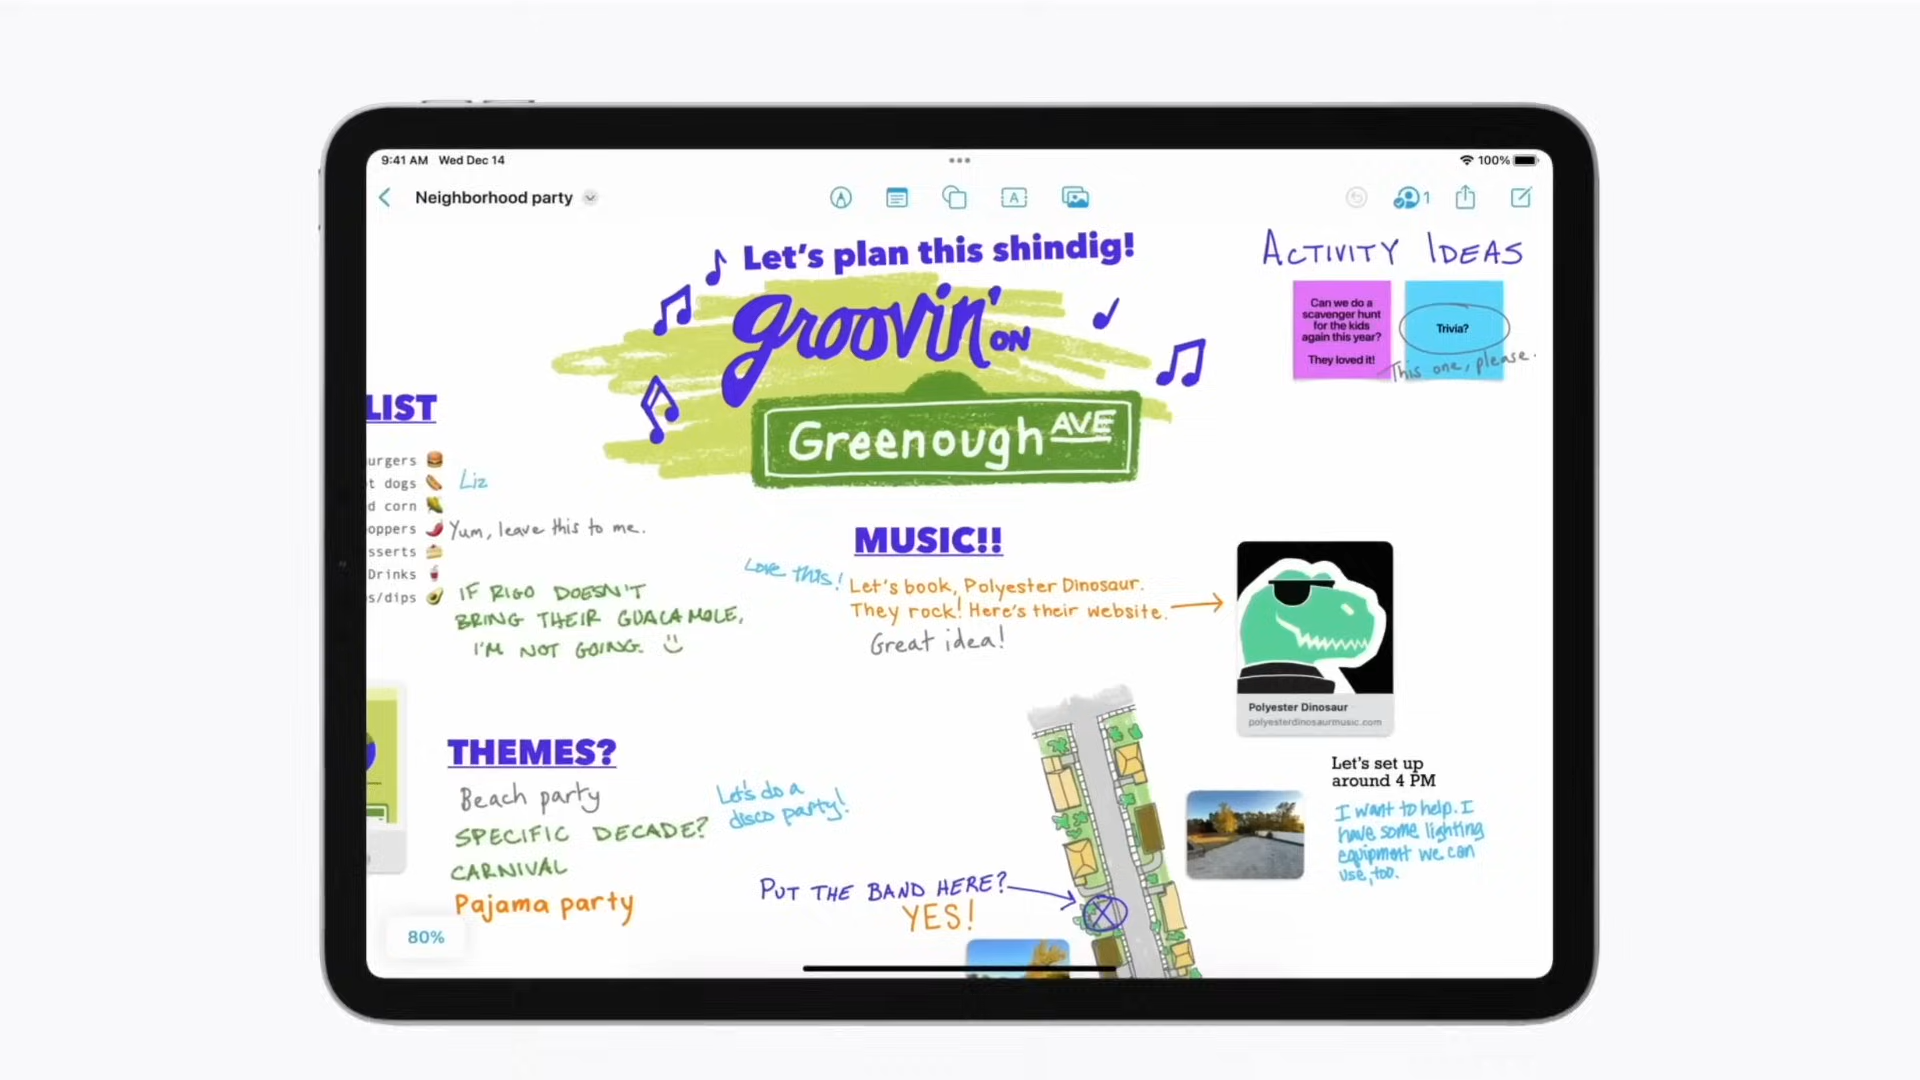 9:41 AM Wed Dec 14
100%
Neighborhood party
A
1
Let's plan this shindig!
groovin' ON
Greenough AVE
ACTIVITY IDEAS
Can we do a
scavenger hunt
for the kids
again this year?
They loved it!
Trivia?
This one, please.
LIST
urgers
t dogs
Liz
d corn
oppers
Yum, leave this to me.
sserts
Drinks
s/dips
IF RIGO DOESN'T
BRING THEIR GUACAMOLE,
I'M NOT GOING.
MUSIC!!
Love this!
Let's book, Polyester Dinosaur.
They rock! Here's their website.
Great idea!
Polyester Dinosaur
polyesterdinosaurmusic.com
THEMES?
Beach party
SPECIFIC DECADE?
CARNIVAL
Pajama party
Let's do a
disco party!
PUT THE BAND HERE?
YES!
X
Let's set up
around 4 PM
I want to help. I
have some lighting
equipment we can
use, too.
80%